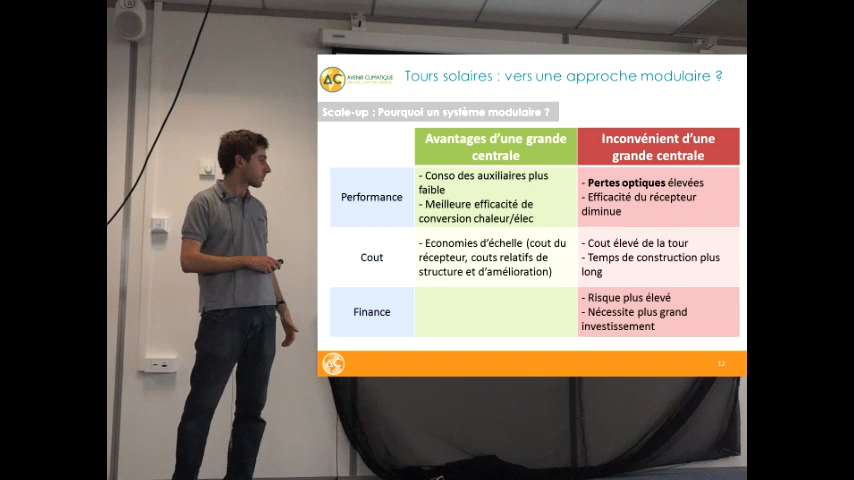 AVENIR CLIMATIQUE
Tours solaires : vers une approche modulaire ?
Scale-up : Pourquoi un système modulaire ?
Avantages d'une grande
centrale
Inconvénient d'une
grande centrale
Performance
- Conso des auxiliaires plus
faible
- Meilleure efficacité de
conversion chaleur/élec
- Pertes optiques élevées
- Efficacité du récepteur
diminue
Cout
- Economies d'échelle (cout du
récepteur, couts relatifs de
structure et d'amélioration)
- Cout élevé de la tour
- Temps de construction plus
long
Finance
- Risque plus élevé
- Nécessite plus grand
investissement
AC
12